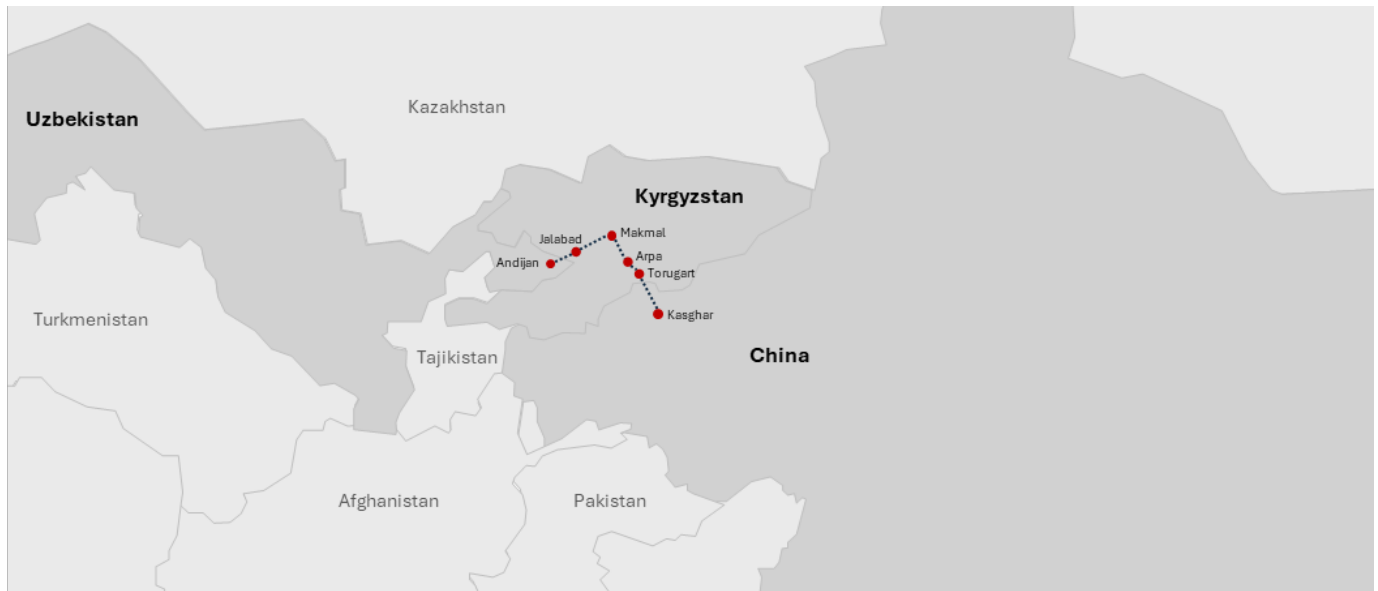 Kazakhstan
Uzbekistan
Kyrgyzstan
Makmal
Jalabad
Arpa
Andijan
Torugart
Kasghar
Turkmenistan
Tajikistan
China
Afghanistan
Pakistan